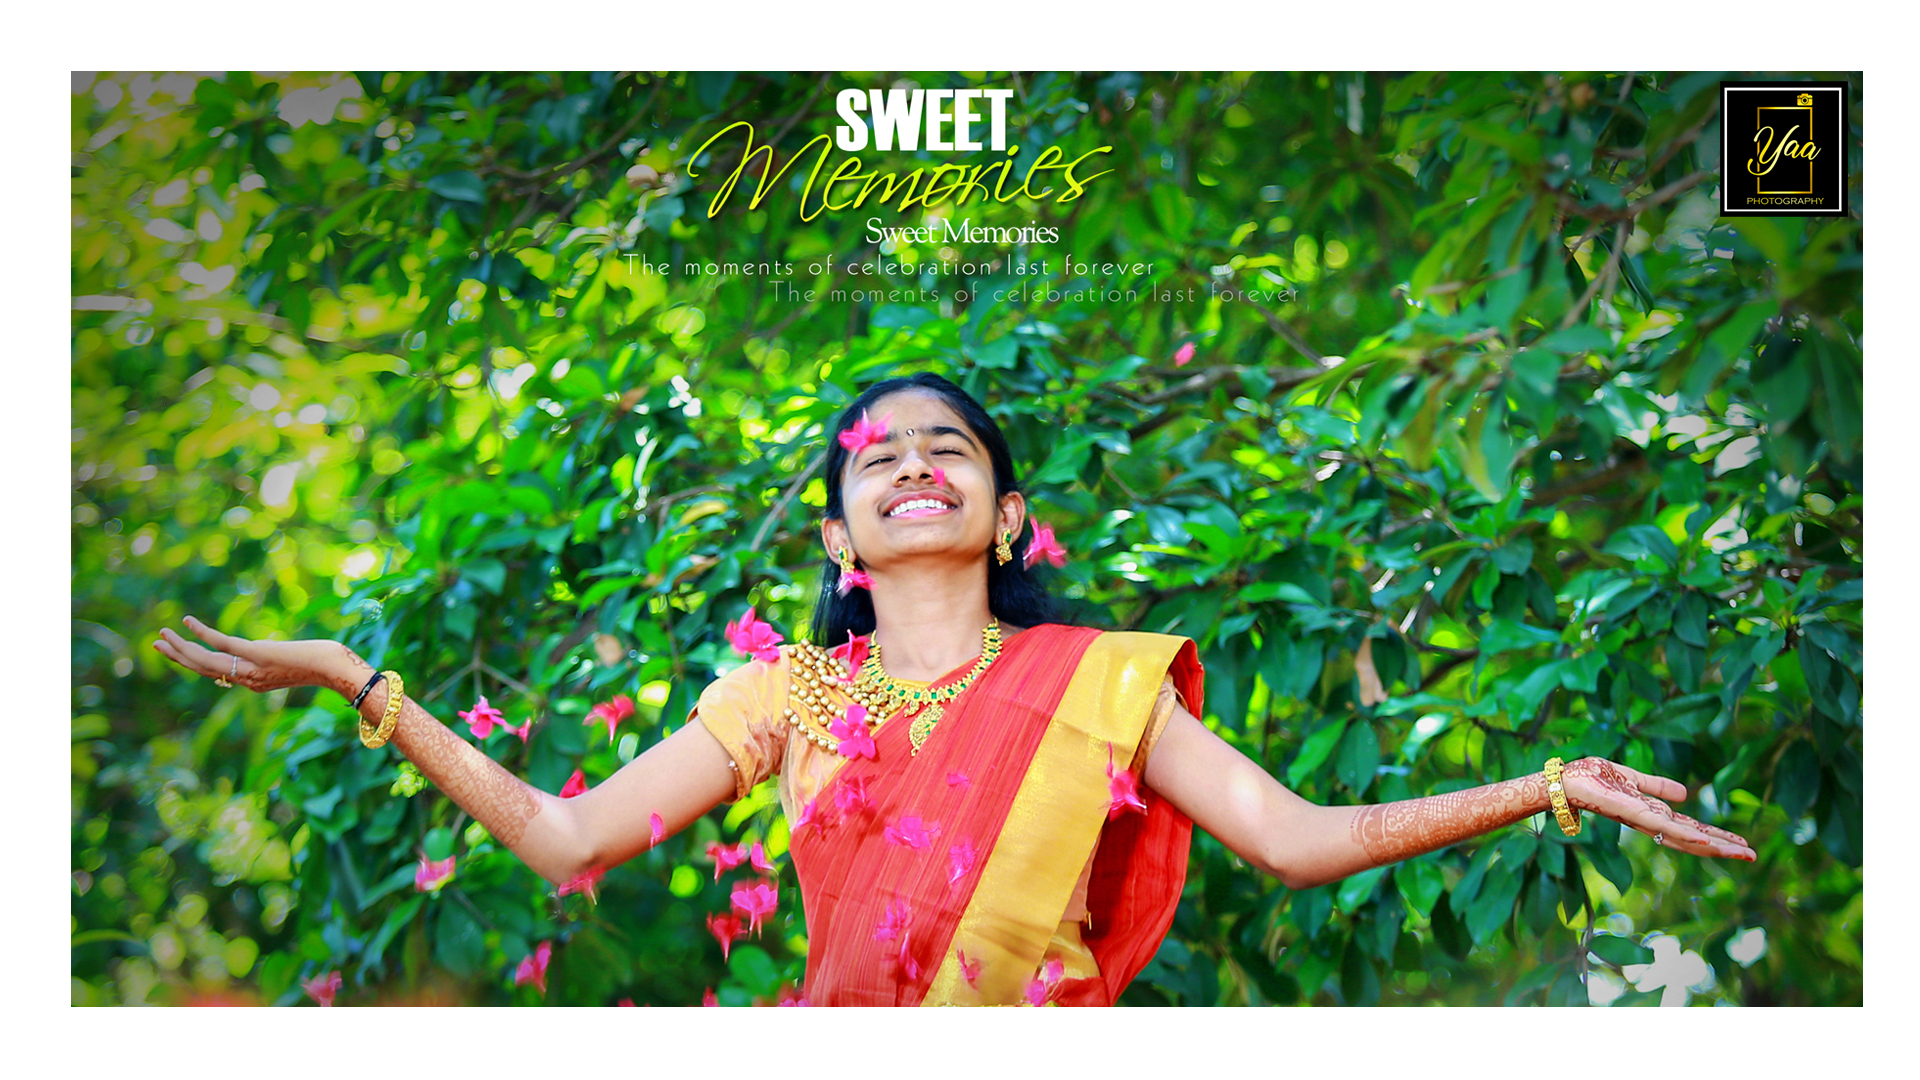 SWEET
Memories
Sweet Memories
The moments of celebration last forever
The moments of celebration last forever
Yaa
PHOTOGRAPHY